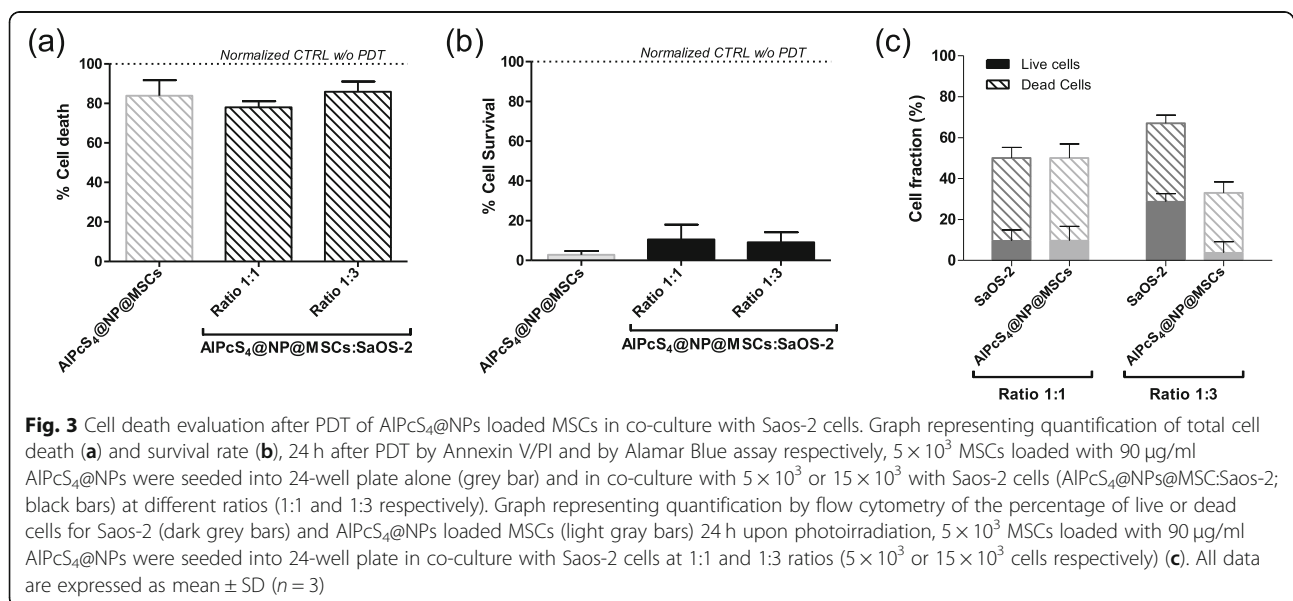 (a)
Normalized CTRL w/o PDT
% Cell death
100
80
60
40
20
0
AlPcS₄@NP@MSCs
Ratio 1:1
Ratio 1:3
AlPcS₄@NP@MSCs:SaOS-2
(b)
Normalized CTRL w/o PDT
% Cell Survival
100
80
60
40
20
0
AlPcS₄@NP@MSCs
Ratio 1:1
Ratio 1:3
AlPcS₄@NP@MSCs:SaOS-2
(c)
Live cells
Dead Cells
Cell fraction (%)
100
80
60
40
20
0
SaOS-2
AlPcS₄@NP@MSCs
SaOS-2
AlPcS₄@NP@MSCs
Ratio 1:1
Ratio 1:3
Fig. 3 Cell death evaluation after PDT of AlPcS₄@NPs loaded MSCs in co-culture with Saos-2 cells. Graph representing quantification of total cell
death (a) and survival rate (b), 24 h after PDT by Annexin V/PI and by Alamar Blue assay respectively, 5 × 10³ MSCs loaded with 90 μg/ml
AlPcS₄@NPs were seeded into 24-well plate alone (grey bar) and in co-culture with 5 × 10³ or 15 × 10³ with Saos-2 cells (AlPcS₄@NPs@MSC:Saos-2;
black bars) at different ratios (1:1 and 1:3 respectively). Graph representing quantification by flow cytometry of the percentage of live or dead
cells for Saos-2 (dark grey bars) and AlPcS₄@NPs loaded MSCs (light gray bars) 24 h upon photoirradiation, 5 × 10³ MSCs loaded with 90 μg/ml
AlPcS₄@NPs were seeded into 24-well plate in co-culture with Saos-2 cells at 1:1 and 1:3 ratios (5 × 10³ or 15 × 10³ cells respectively) (c). All data
are expressed as mean ± SD (n = 3)